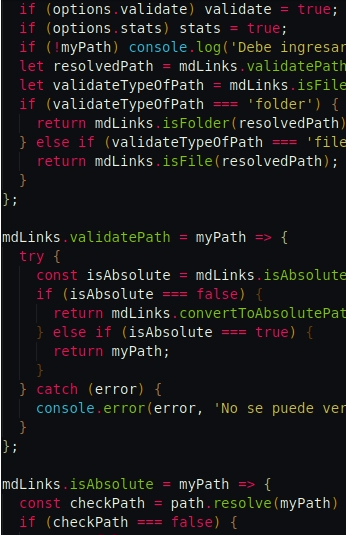 if (options.validate) validate = true;
if (options.stats) stats = true;
if (!myPath) console.log('Debe ingresar
let resolvedPath = mdLinks.validatePath
let validateTypeOfPath = mdLinks.isFile
if (validateTypeOfPath === 'folder') {
return mdLinks.isFolder(resolvedPath)
} else if (validateTypeOfPath === 'file
return mdLinks.isFile(resolvedPath);
}
};
mdLinks.validatePath = myPath => {
try {
const isAbsolute = mdLinks.isAbsolute
if (isAbsolute === false) {
return mdLinks.convertToAbsolutePat
} else if (isAbsolute === true) {
return myPath;
}
} catch (error) {
console.error(error, 'No se puede ver
}
};
mdLinks.isAbsolute = myPath => {
const checkPath = path.resolve(myPath)
if (checkPath === false) {